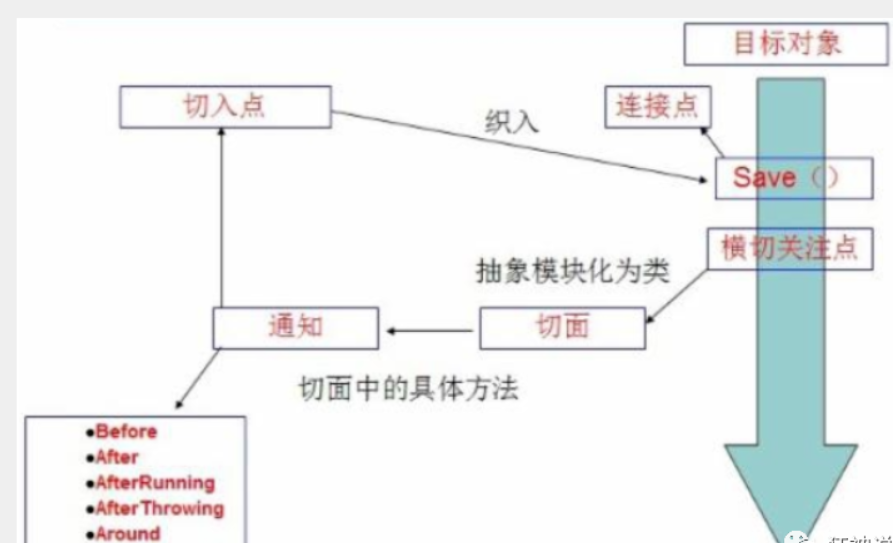 目标对象
切入点
连接点
织入
Save（）
横切关注点
抽象模块化为类
通知
切面
切面中的具体方法
●Before
●After
●AfterRunning
●AfterThrowing
●Around